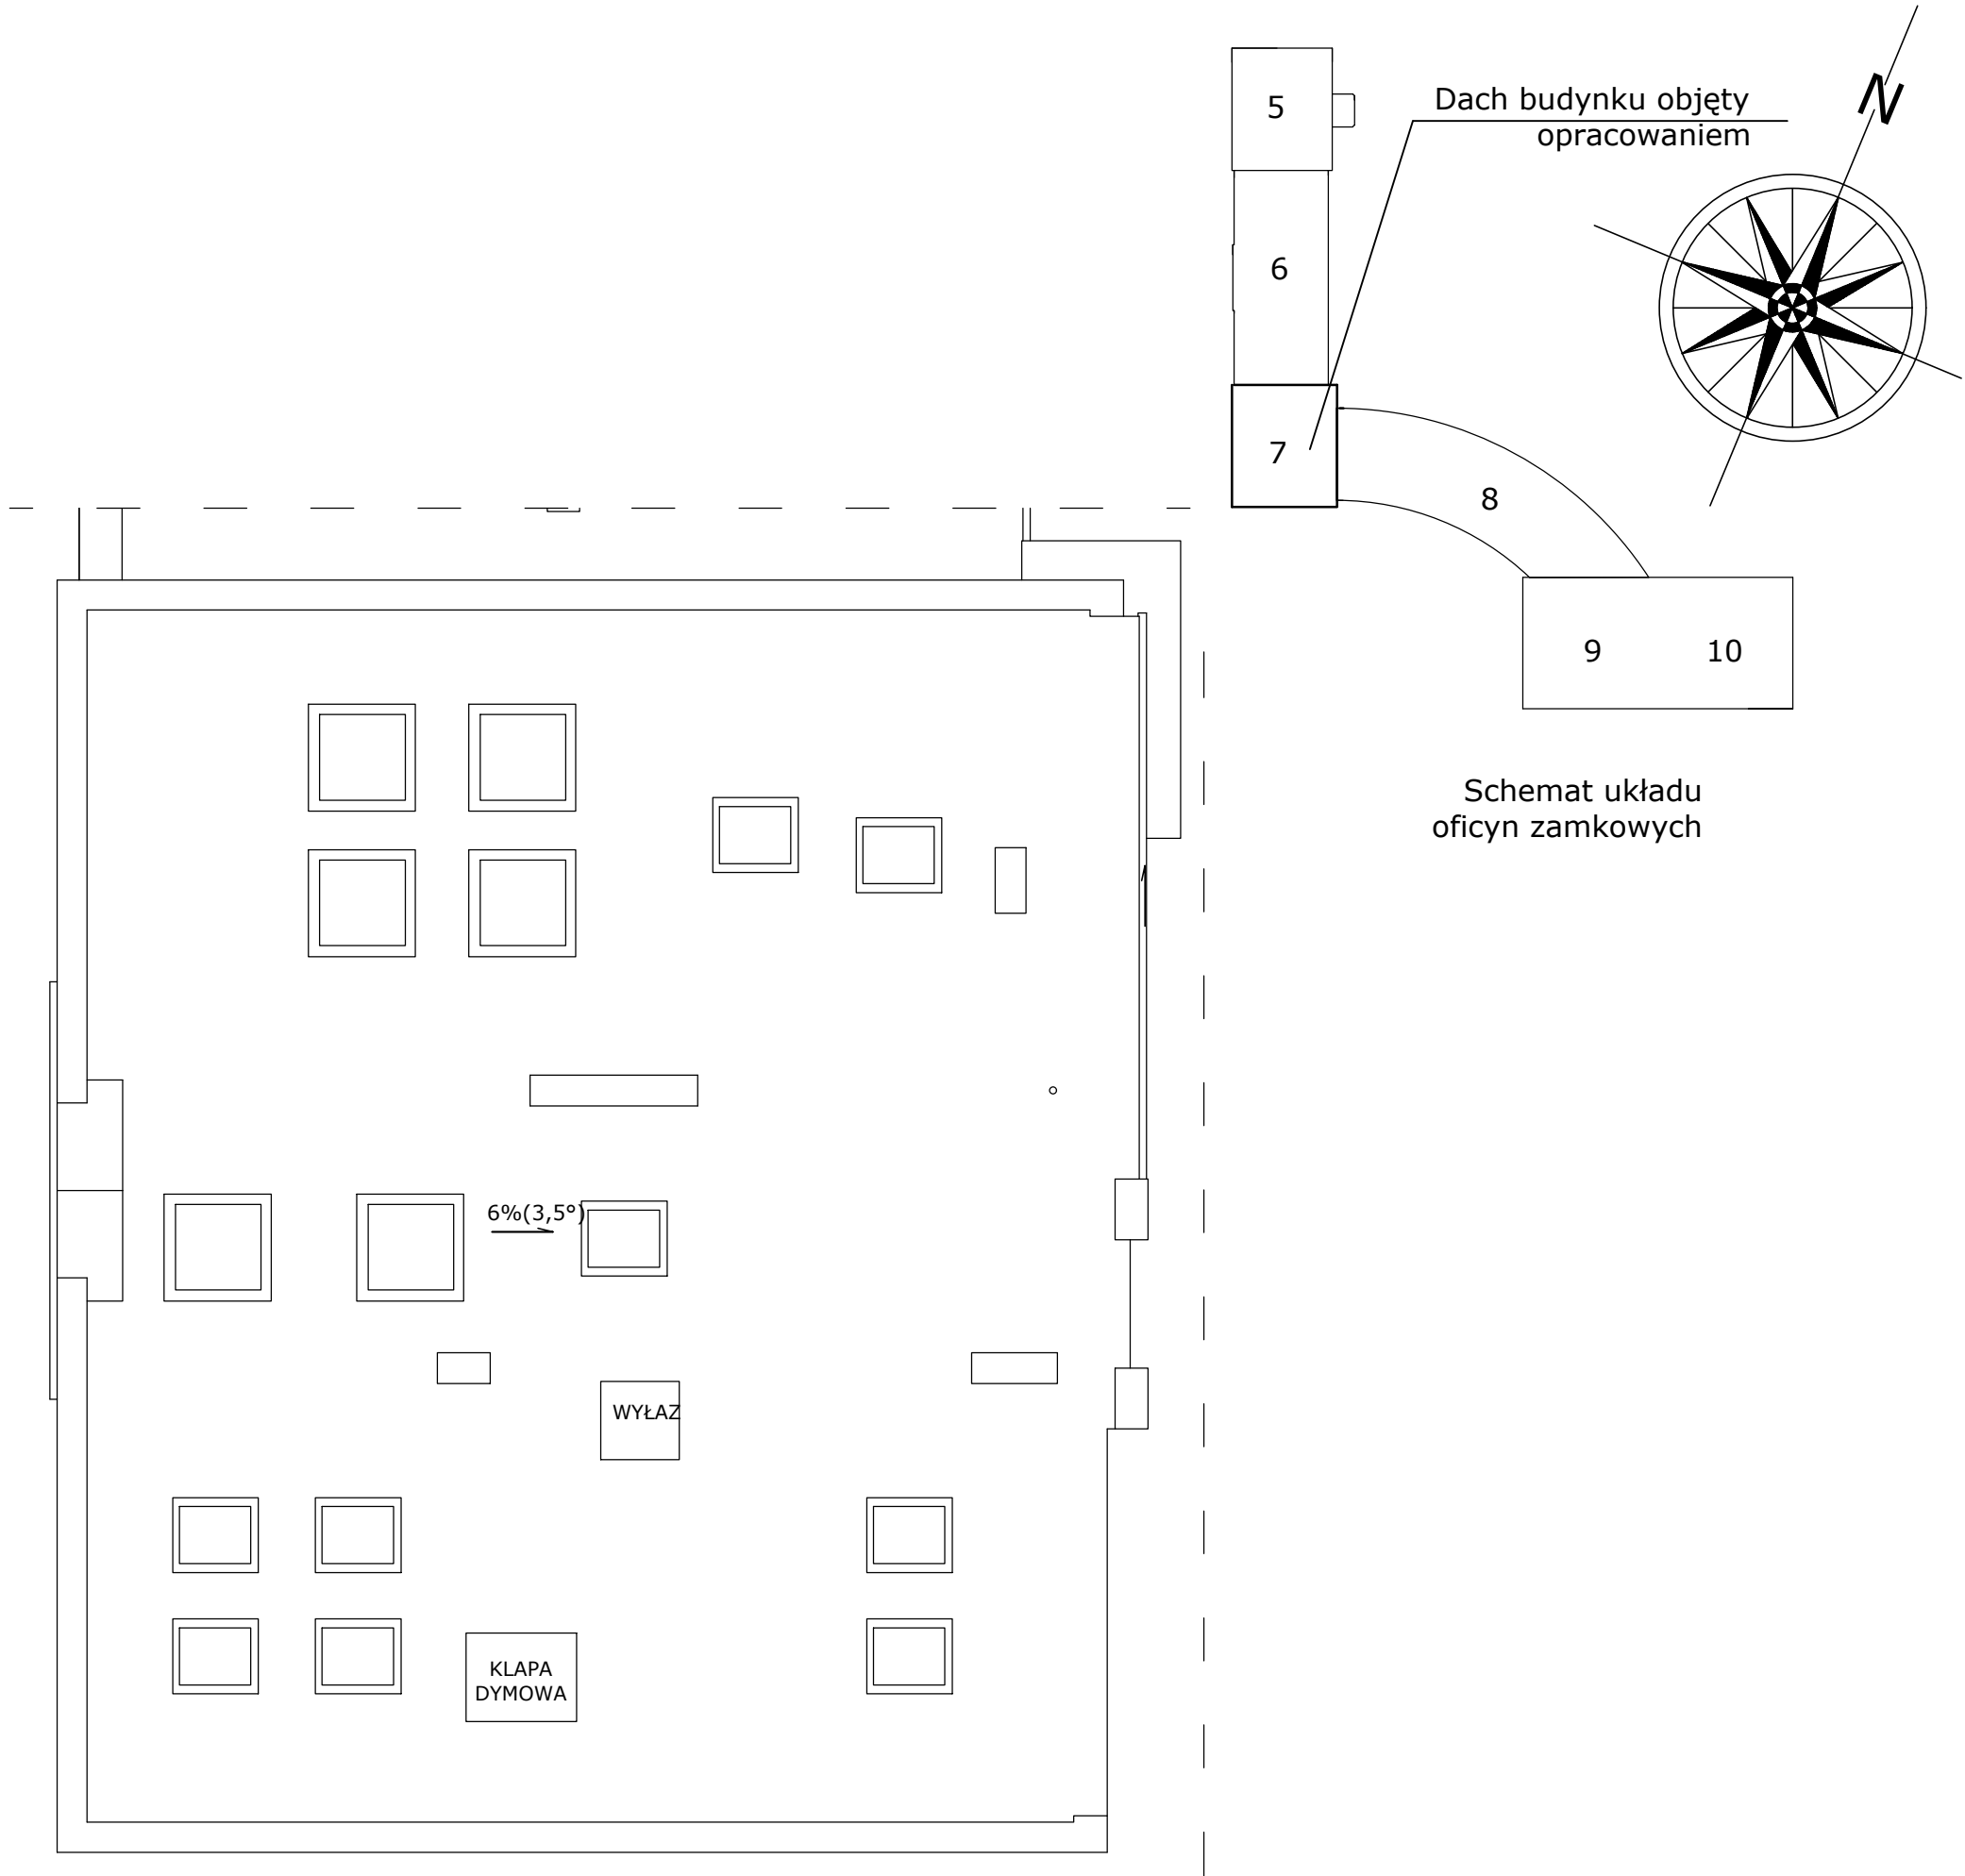 5
Dach budynku objęty
opracowaniem
N
6
7
8
9
10
Schemat układu
oficyn zamkowych
6%(3,5°)
WYŁAZ
KLAPA
DYMOWA